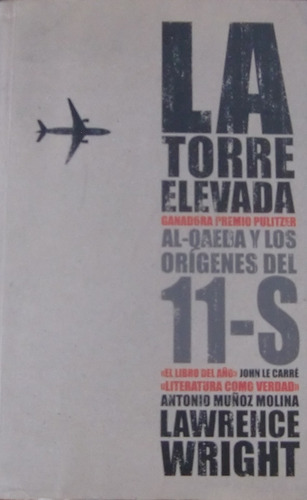 LA
TORRE
ELEVADA
GANADORA PREMIO PULITZER
AL-QAEDA Y LOS
ORÍGENES DEL
11-S
«EL LIBRO DEL AÑO» JOHN LE CARRÉ
«LITERATURA COMO VERDAD»
ANTONIO MUÑOZ MOLINA
LAWRENCE
WRIGHT